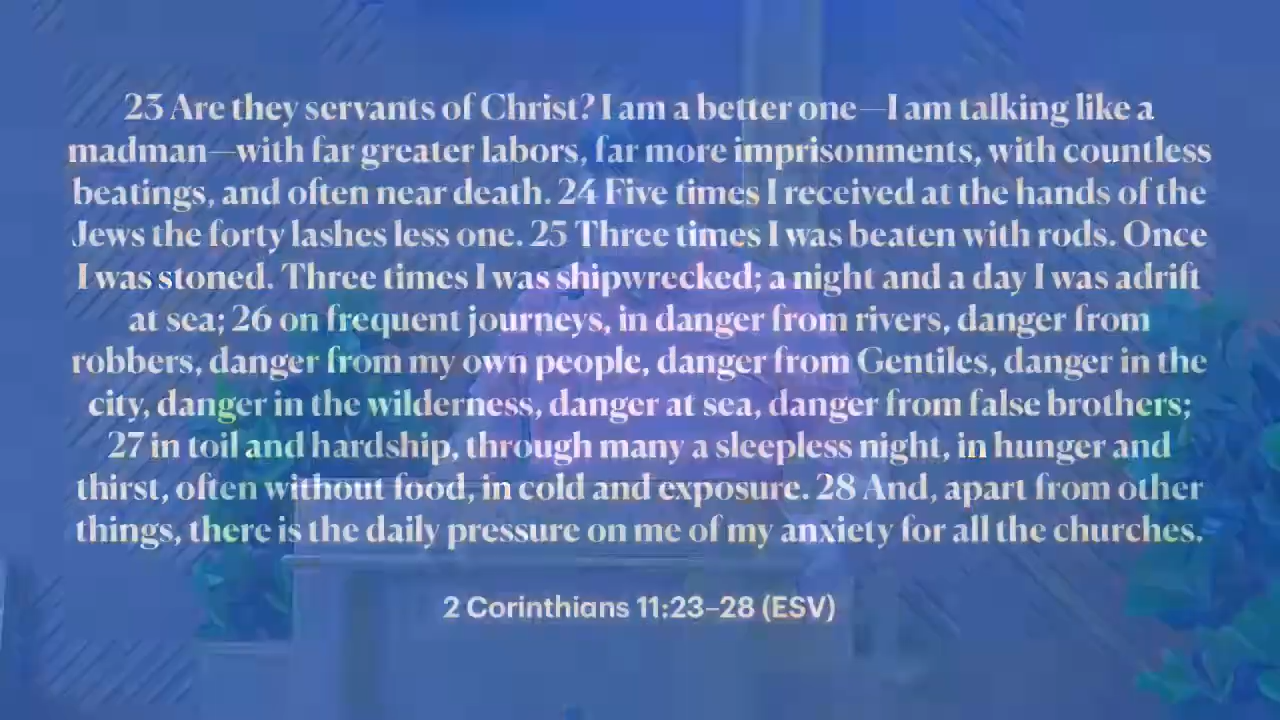 23 Are they servants of Christ? I am a better one—I am talking like a
madman—with far greater labors, far more imprisonments, with countless
beatings, and often near death. 24 Five times I received at the hands of the
Jews the forty lashes less one. 25 Three times I was beaten with rods. Once
I was stoned. Three times I was shipwrecked; a night and a day I was adrift
at sea; 26 on frequent journeys, in danger from rivers, danger from
robbers, danger from my own people, danger from Gentiles, danger in the
city, danger in the wilderness, danger at sea, danger from false brothers;
27 in toil and hardship, through many a sleepless night, in hunger and
thirst, often without food, in cold and exposure. 28 And, apart from other
things, there is the daily pressure on me of my anxiety for all the churches.
2 Corinthians 11:23–28 (ESV)